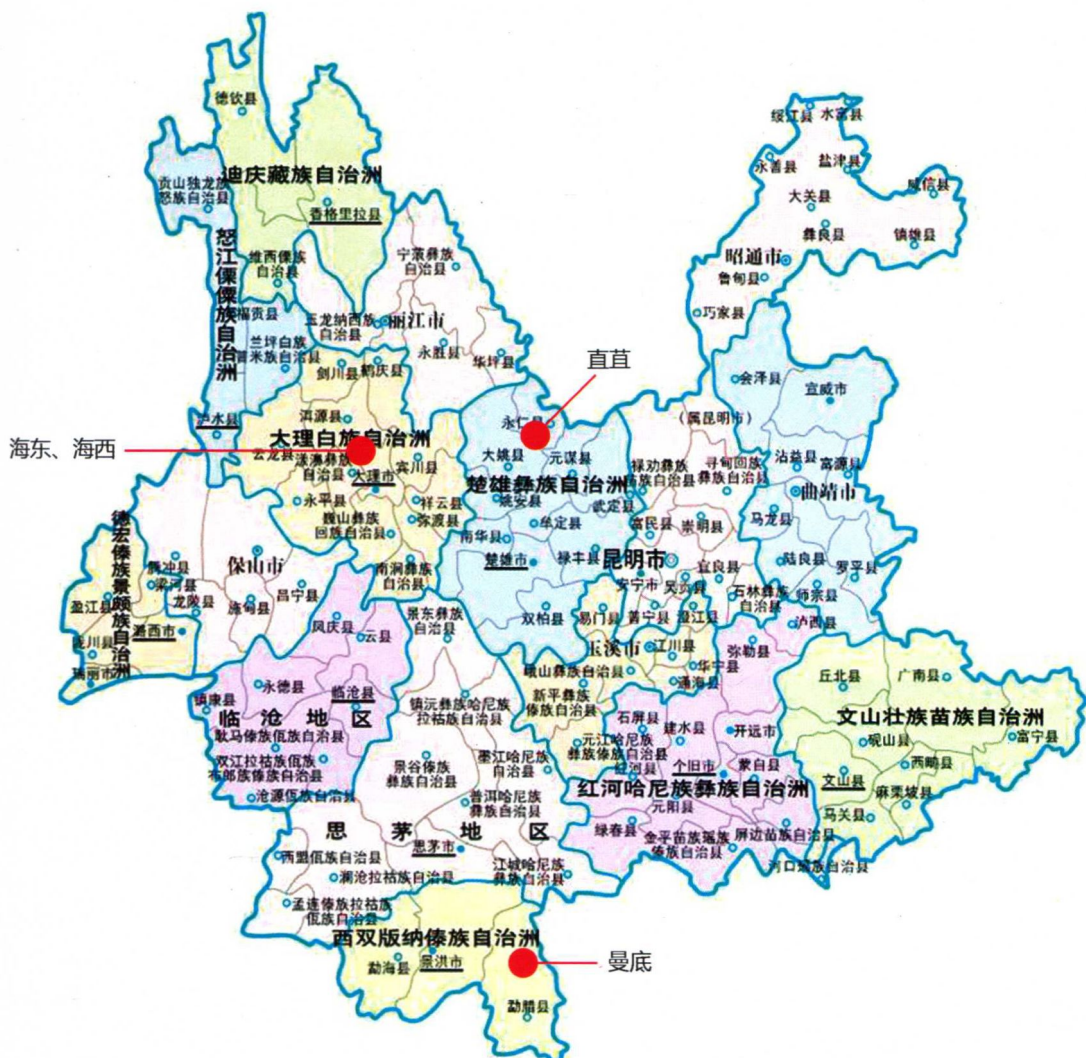 德钦县
绥江县
水富县
永善县
盐津县
威信县
大关县
彝良县
镇雄县
昭通市
鲁甸县
巧家县
贡山独龙族
怒族自治县
迪庆藏族自治洲
香格里拉县
怒江傈僳族自治洲
维西傈族
自治县
宁蒗彝族
自治县
福贡县
玉龙纳西族
自治县
丽江市
兰坪白族
普米族自治县
永胜县
华坪县
剑川县
鹤庆县
直苴
会泽县
宣威市
泸水县
洱源县
永仁县
(属昆明市)
海东、海西
大理白族自治洲
云龙县
漾濞彝族
自治县
宾川县
大理市
大姚县
元谋县
沾益县
富源县
禄劝彝族
苗族自治县
寻甸回族
彝族自治县
楚雄彝族自治洲
曲靖市
永平县
祥云县
姚安县
武定县
马龙县
巍山彝族
回族自治县
弥渡县
牟定县
富民县
崇明县
南华县
德宏傣族景颇族自治洲
保山市
腾冲县
南涧彝族
自治县
楚雄市
禄丰县
昆明市
宜良县
陆良县
罗平县
梁河县
昌宁县
安宁市
吴贡县
石林彝族
自治县
师宗县
盈江县
龙陵县
施甸县
景东彝族
自治县
双柏县
易门县
晋宁县
澄江县
泸西县
潞西市
凤庆县
云县
玉溪市
江川县
弥勒县
陇川县
瑞丽市
峨山彝族自治县
华宁县
通海县
丘北县
广南县
镇康县
永德县
临沧县
镇沅彝族哈尼族
拉祜族自治县
新平彝族
傣族自治县
临沧地区
石屏县
建水县
开远市
文山壮族苗族自治洲
耿马傣族佤族自治县
元江哈尼族
彝族傣族自治县
砚山县
富宁县
双江拉祜族佤族
布郎族傣族自治县
景谷傣族
彝族自治县
墨江哈尼族
自治县
红河县
个旧市
蒙自县
西畴县
文山县
沧源佤族自治县
普洱哈尼族
彝族自治县
红河哈尼族彝族自治洲
麻栗坡县
元阳县
马关县
思茅地区
绿春县
金平苗族瑶族
傣族自治县
屏边苗族自治县
思茅市
西盟佤族自治县
江城哈尼族
彝族自治县
河口瑶族自治县
澜沧拉祜族自治县
孟连傣族拉祜族
佤族自治县
西双版纳傣族自治洲
勐海县
景洪市
曼底
勐腊县